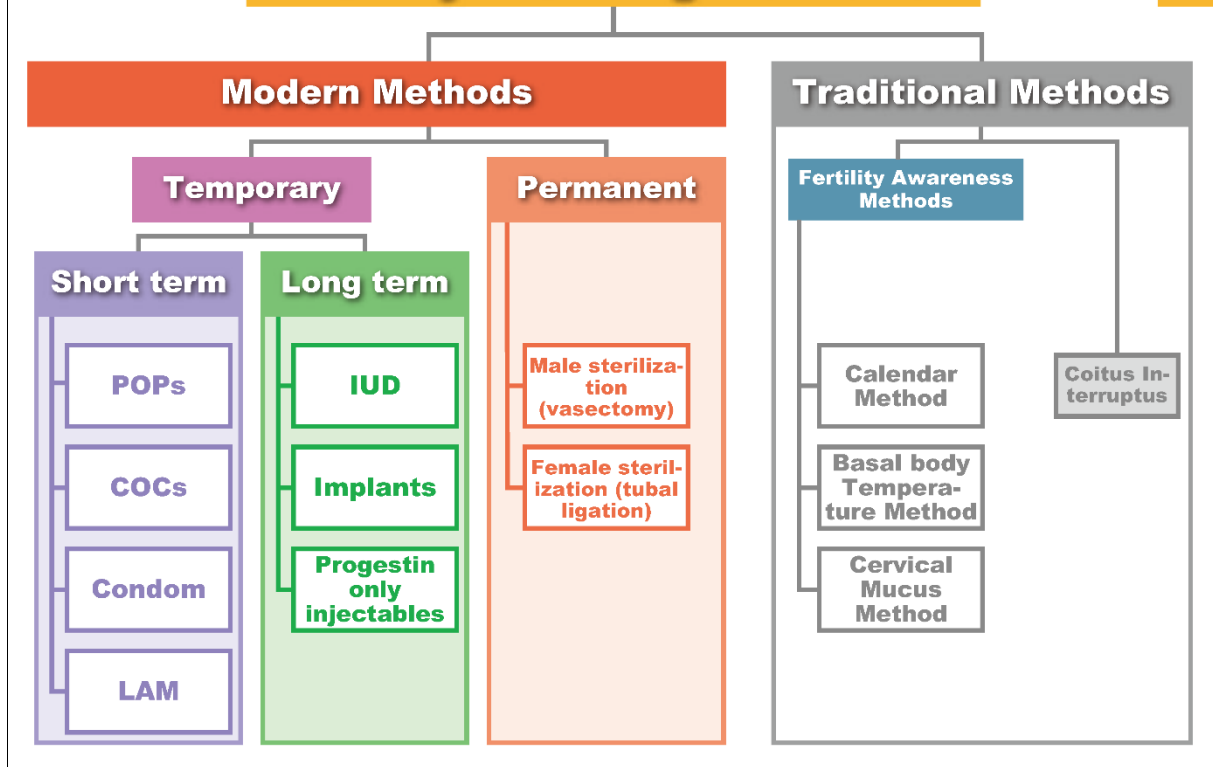 Modern Methods
Traditional Methods
Temporary
Permanent
Fertility Awareness
Methods
Short term
Long term
POPs
COCs
Condom
LAM
IUD
Implants
Progestin
only
injectables
Male steriliza-
tion
(vasectomy)
Female steril-
ization (tubal
ligation)
Calendar
Method
Basal body
Tempera-
ture Method
Cervical
Mucus
Method
Coitus In-
terruptus